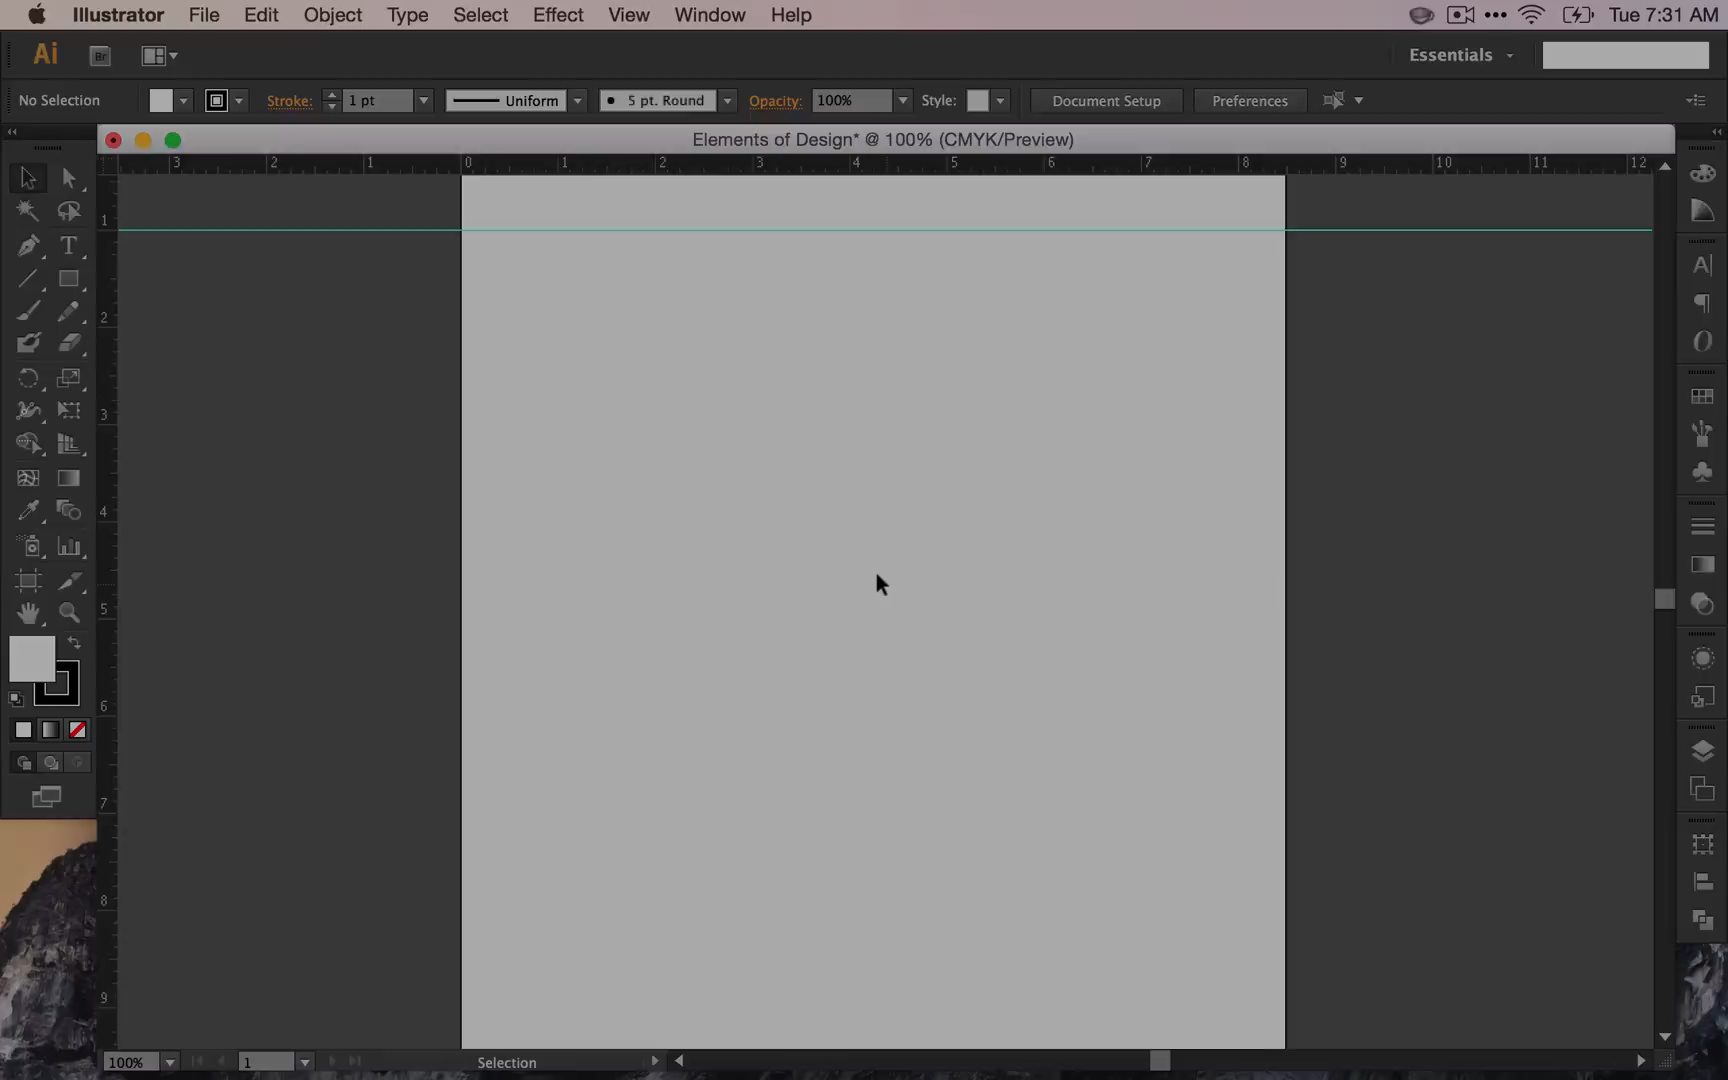 Illustrator File Edit Object Type Select Effect View Window Help ••• Tue 7:31 AM
Ai Br Essentials
No Selection Stroke: 1 pt Uniform 5 pt. Round Opacity: 100% Style: Document Setup Preferences
Elements of Design* @ 100% (CMYK/Preview)
3 2 1 0 1 2 3 4 5 6 7 8 9 10 11 12
1
2
3
4
5
6
7
8
9
100% 1 Selection